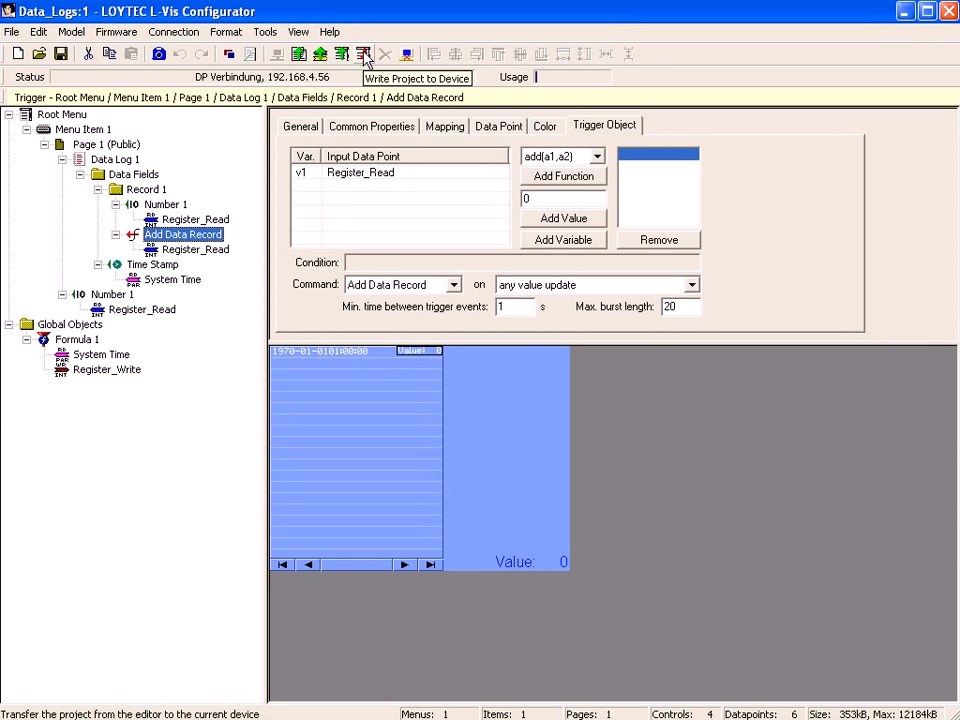 Data_Logs:1 - LOYTEC L-Vis Configurator
File Edit Model Firmware Connection Format Tools View Help
Status DP Verbindung, 192.168.4.56 Write Project to Device Usage
Trigger - Root Menu / Menu Item 1 / Page 1 / Data Log 1 / Data Fields / Record 1 / Add Data Record
Root Menu
Menu Item 1
Page 1 (Public)
Data Log 1
Data Fields
Record 1
Number 1
Register_Read
Add Data Record
Register_Read
Time Stamp
System Time
Number 1
Register_Read
Global Objects
Formula 1
System Time
Register_Write
General Common Properties Mapping Data Point Color Trigger Object
Var. Input Data Point
v1 Register_Read
add(a1,a2)
Add Function
0
Add Value
Add Variable Remove
Condition:
Command: Add Data Record on any value update
Min. time between trigger events: 1 s Max. burst length: 20
1970-01-0101:00:00 Value: 0
Value: 0
Transfer the project from the editor to the current device Menus: 1 Items: 1 Pages: 1 Controls: 4 Datapoints: 6 Size: 353kB, Max: 12184kB